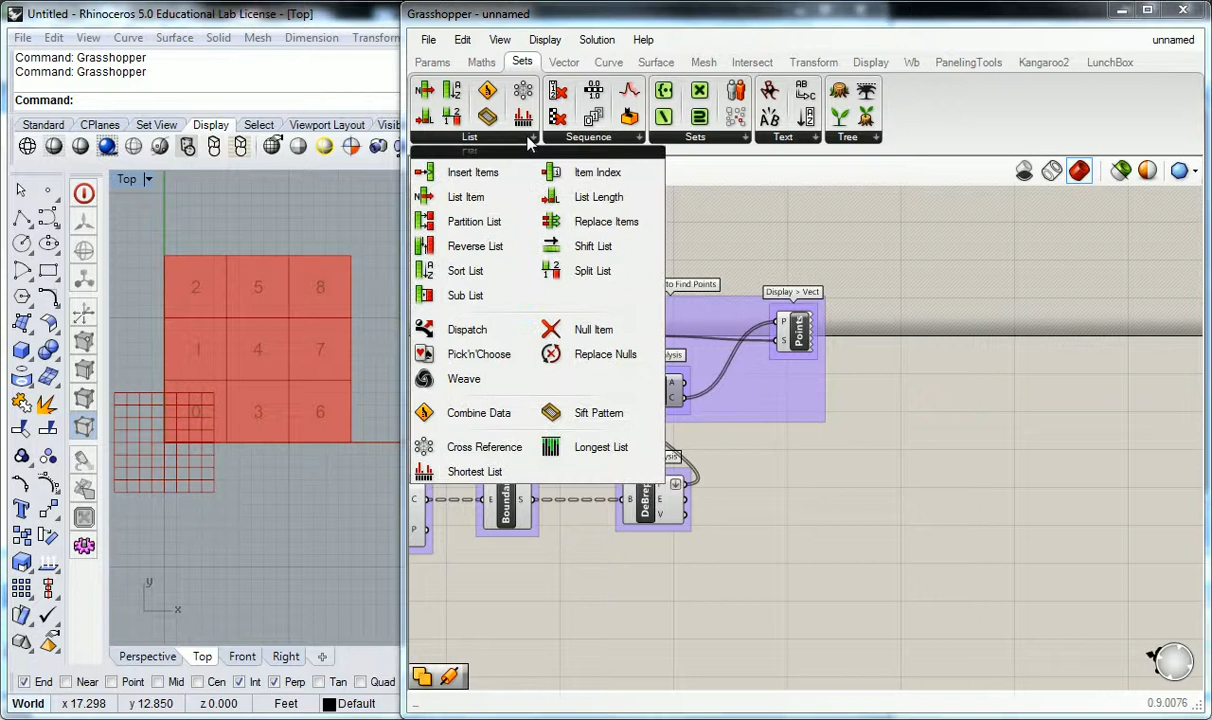 Untitled - Rhinoceros 5.0 Educational Lab License - [Top]
File Edit View Curve Surface Solid Mesh Dimension Transform
Command: Grasshopper
Command: Grasshopper
Command:
Standard CPlanes Set View Display Select Viewport Layout
Top
2 5 8
1 4 7
0 3 6
y
x
Perspective Top Front Right
End Near Point Mid Cen Int Perp Tan Quad
World x 17.298 y 12.850 z 0.000 Feet Default
Grasshopper - unnamed
File Edit View Display Solution Help unnamed
Params Maths Sets Vector Curve Surface Mesh Intersect Transform Display Wb PanelingTools Kangaroo2 LunchBox
List Sequence Sets Text Tree
Insert Items Item Index
List Item List Length
Partition List Replace Items
Reverse List Shift List
Sort List Split List
Sub List
Dispatch Null Item
Pick'n'Choose Replace Nulls
Weave
Combine Data Sift Pattern
Cross Reference Longest List
Shortest List
to Find Points
Display > Vect
P
S
Points
A
C
C
P
E Boundar S
B DeBrep E V
0.9.0076